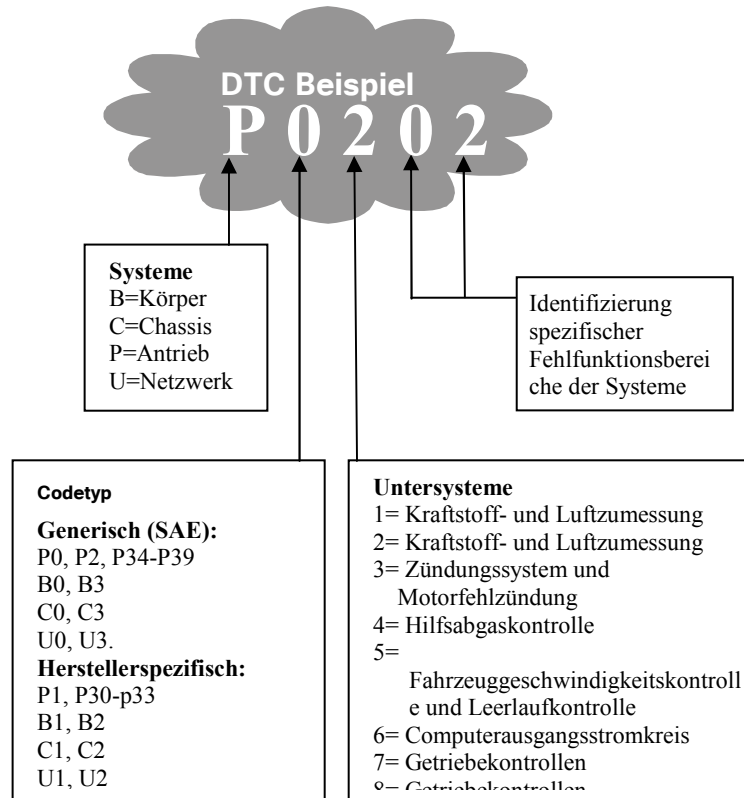 DTC Beispiel
P 0 2 0 2
Systeme
B=Körper
C=Chassis
P=Antrieb
U=Netzwerk
Identifizierung
spezifischer
Fehlfunktionsberei
che der Systeme
Codetyp
Generisch (SAE):
P0, P2, P34-P39
B0, B3
C0, C3
U0, U3.
Herstellerspezifisch:
P1, P30-p33
B1, B2
C1, C2
U1, U2
Untersysteme
1= Kraftstoff- und Luftzumessung
2= Kraftstoff- und Luftzumessung
3= Zündungssystem und
Motorfehlzündung
4= Hilfsabgaskontrolle
5=
Fahrzeuggeschwindigkeitskontroll
e und Leerlaufkontrolle
6= Computerausgangsstromkreis
7= Getriebekontrollen
8= Getriebekontrollen